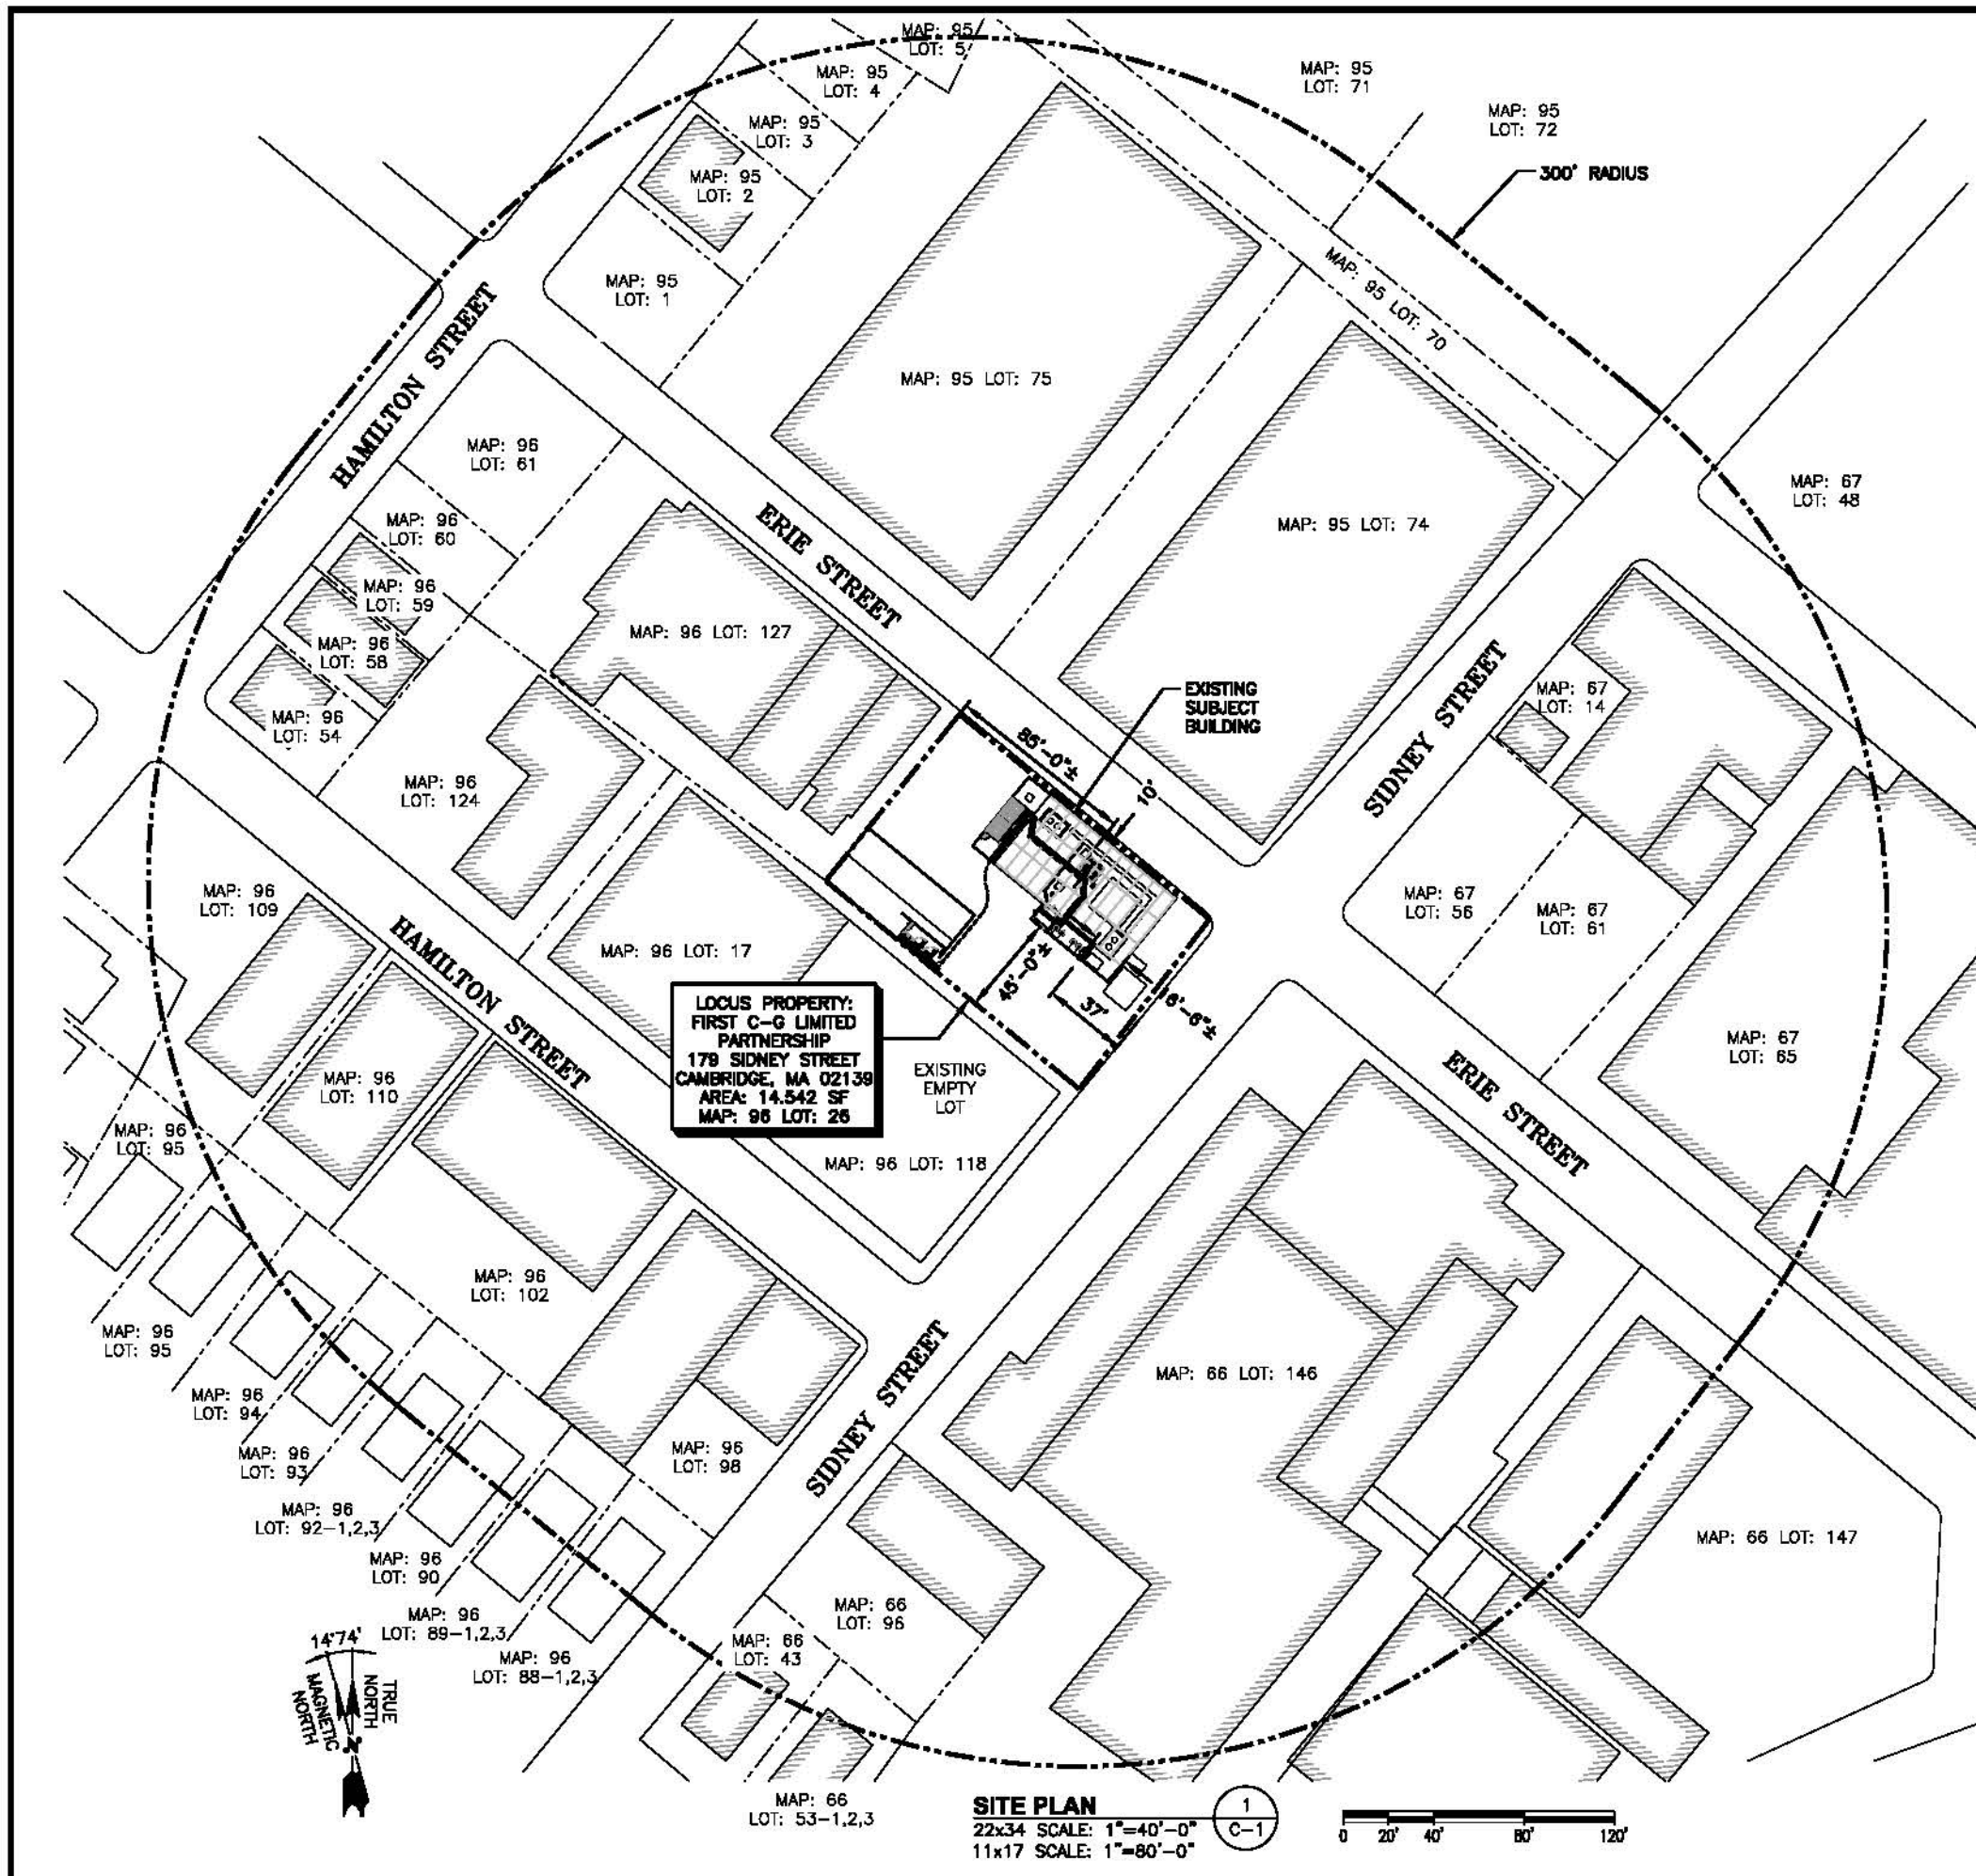 MAP: 95
LOT: 5
MAP: 95
LOT: 4
MAP: 95
LOT: 3
MAP: 95
LOT: 2
MAP: 95
LOT: 1
MAP: 95
LOT: 71
MAP: 95
LOT: 72
300' RADIUS
MAP: 95 LOT: 70
HAMILTON STREET
MAP: 95 LOT: 75
MAP: 96
LOT: 61
MAP: 67
LOT: 48
MAP: 96
LOT: 60
ERIE STREET
MAP: 95 LOT: 74
MAP: 96
LOT: 59
MAP: 96 LOT: 127
MAP: 96
LOT: 58
SIDNEY STREET
EXISTING
SUBJECT
BUILDING
MAP: 67
LOT: 14
MAP: 96
LOT: 54
85'-0"±
10'
MAP: 96
LOT: 124
MAP: 96
LOT: 109
MAP: 67
LOT: 56
MAP: 67
LOT: 61
HAMILTON STREET
MAP: 96 LOT: 17
45'-0"±
37'
6'-6"±
LOCUS PROPERTY:
FIRST C-G LIMITED
PARTNERSHIP
179 SIDNEY STREET
CAMBRIDGE, MA 02139
AREA: 14.542 SF
MAP: 96 LOT: 26
EXISTING
EMPTY
LOT
MAP: 67
LOT: 65
MAP: 96
LOT: 110
ERIE STREET
MAP: 96
LOT: 95
MAP: 96 LOT: 118
MAP: 96
LOT: 102
MAP: 96
LOT: 95
SIDNEY STREET
MAP: 66 LOT: 146
MAP: 96
LOT: 94
MAP: 96
LOT: 93
MAP: 96
LOT: 98
MAP: 96
LOT: 92-1,2,3
MAP: 66 LOT: 147
MAP: 96
LOT: 90
MAP: 96
LOT: 89-1,2,3
MAP: 66
LOT: 96
MAP: 66
LOT: 43
MAP: 96
LOT: 88-1,2,3
14°74'
TRUE
NORTH
MAGNETIC
NORTH
N
MAP: 66
LOT: 53-1,2,3
SITE PLAN
22x34 SCALE: 1"=40'-0"
11x17 SCALE: 1"=80'-0"
1
C-1
0 20' 40' 80' 120'